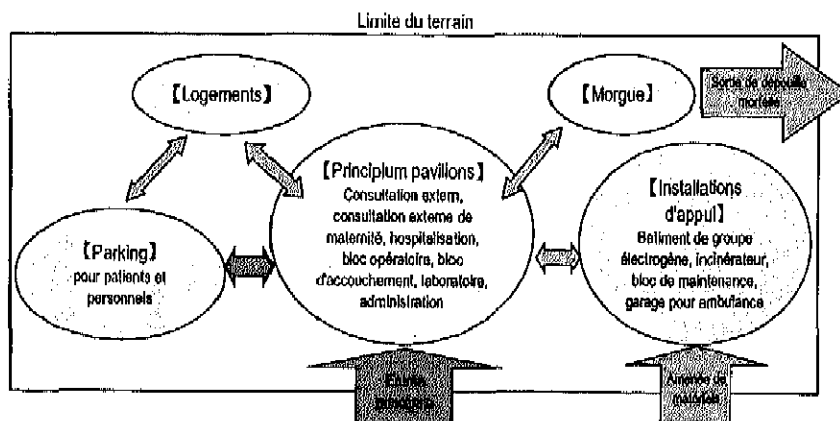 Limite du terrain
【Logements】
【Morgue】
Sortie de dépouille
mortelle
【Principium pavillons】
Consultation extern,
consultation externe de
maternité, hospitalisation,
bloc opératoire, bloc
d'accouchement, laboratoire,
administration
【Installations
d'appui】
Batiment de groupe
électrogène, incinérateur,
bloc de maintenance,
garage pour ambulance
【Parking】
pour patients et
personnels
Entrée
principale
Amenée de
matériels